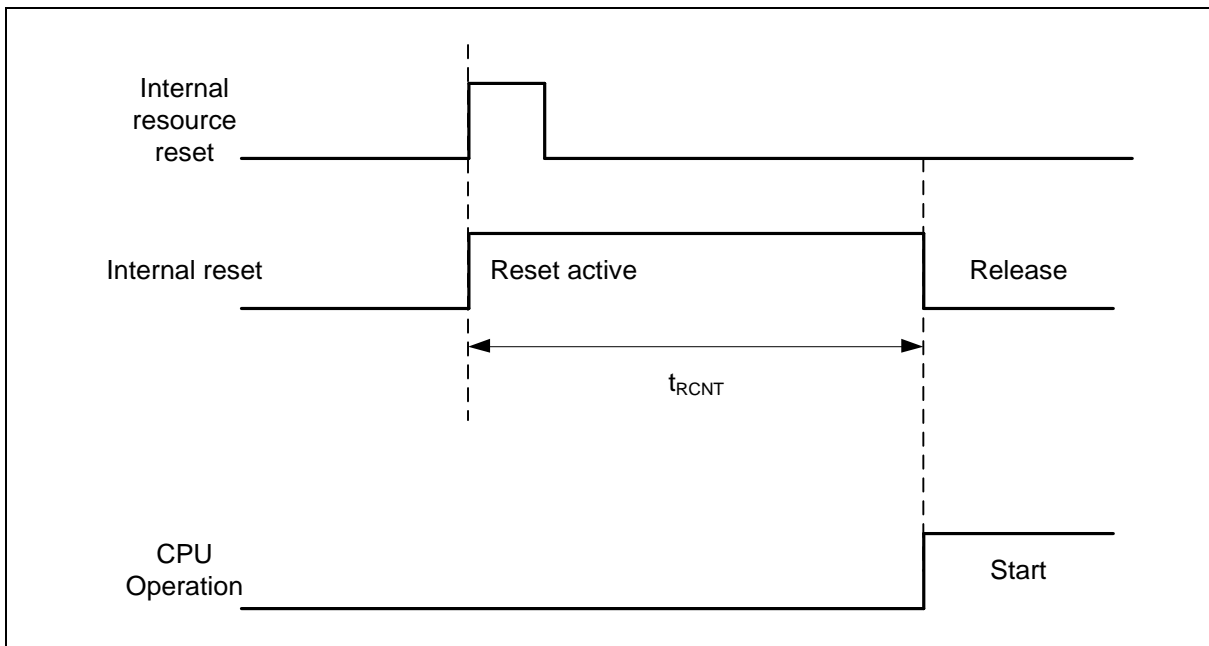 Internal
resource
reset
Internal reset
Reset active
Release
tRCNT
CPU
Operation
Start